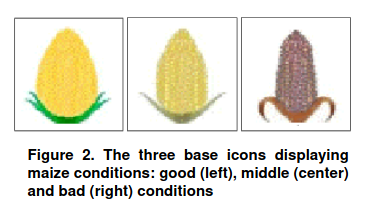 Figure 2. The three base icons displaying
maize conditions: good (left), middle (center)
and bad (right) conditions